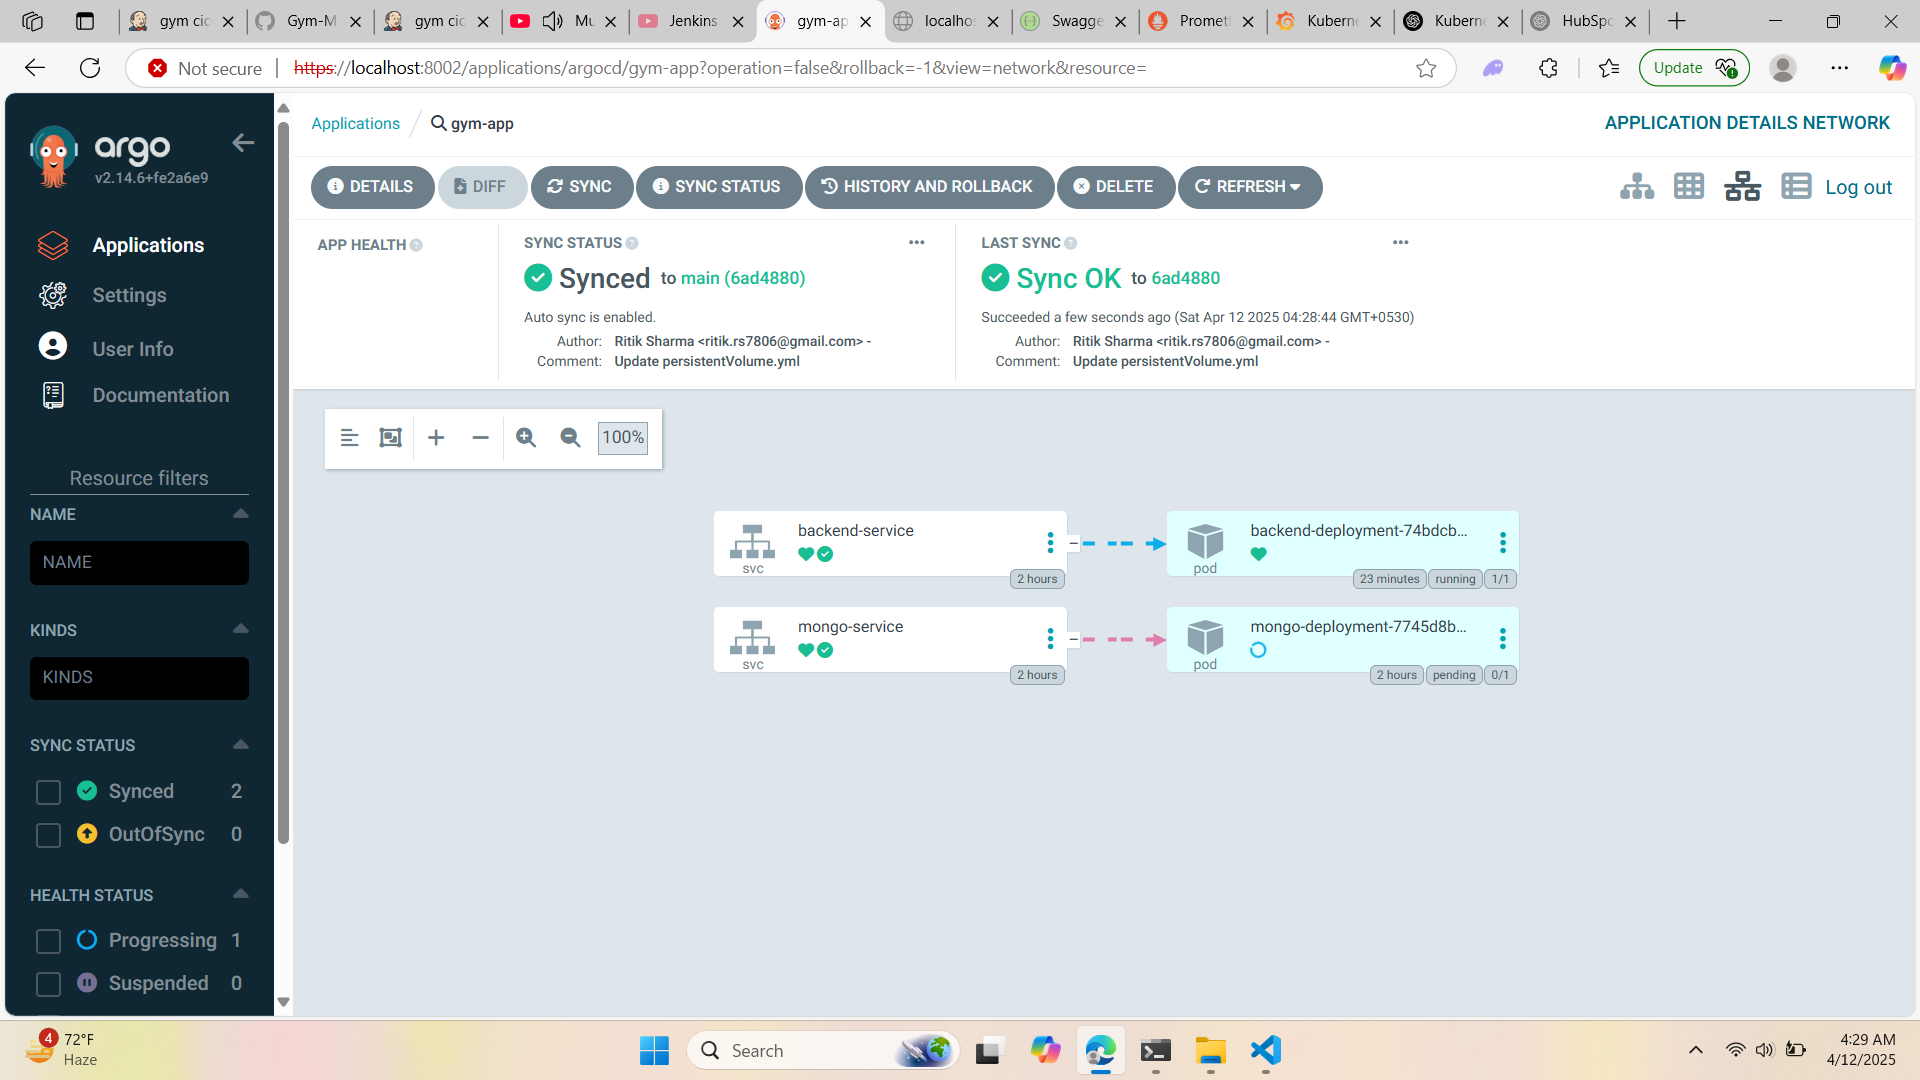 gym cic
Gym-Ma
gym cic
Mu
Jenkins
gym-ap
localhos
Swagge
Promet
Kuberne
Kuberne
HubSpo
Not secure
https://localhost:8002/applications/argocd/gym-app?operation=false&rollback=-1&view=network&resource=
Update
argo
v2.14.6+fe2a6e9
Applications
Settings
User Info
Documentation
Resource filters
NAME
NAME
KINDS
KINDS
SYNC STATUS
Synced 2
OutOfSync 0
HEALTH STATUS
Progressing 1
Suspended 0
Applications / gym-app
APPLICATION DETAILS NETWORK
DETAILS DIFF SYNC SYNC STATUS HISTORY AND ROLLBACK DELETE REFRESH
Log out
APP HEALTH
SYNC STATUS
Synced to main (6ad4880)
Auto sync is enabled.
Author: Ritik Sharma <ritik.rs7806@gmail.com> -
Comment: Update persistentVolume.yml
LAST SYNC
Sync OK to 6ad4880
Succeeded a few seconds ago (Sat Apr 12 2025 04:28:44 GMT+0530)
Author: Ritik Sharma <ritik.rs7806@gmail.com> -
Comment: Update persistentVolume.yml
100%
backend-service
svc
2 hours
backend-deployment-74bdcb...
pod
23 minutes running 1/1
mongo-service
svc
2 hours
mongo-deployment-7745d8b...
pod
2 hours pending 0/1
4
72°F
Haze
Search
4:29 AM
4/12/2025